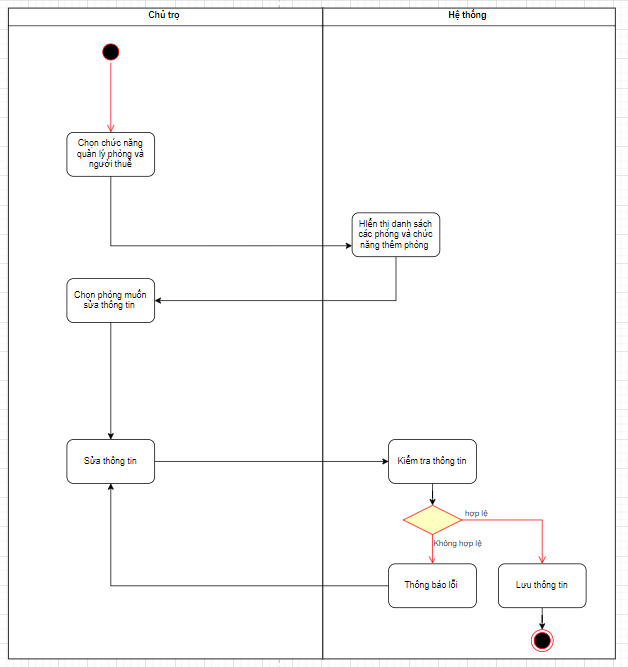 Chủ trọ
Hệ thống
Chọn chức năng
quản lý phòng và
người thuê
Hiển thị danh sách
các phòng và chức
năng thêm phòng
Chọn phòng muốn
sửa thông tin
Sửa thông tin
Kiểm tra thông tin
hợp lệ
Không hợp lệ
Thông báo lỗi
Lưu thông tin